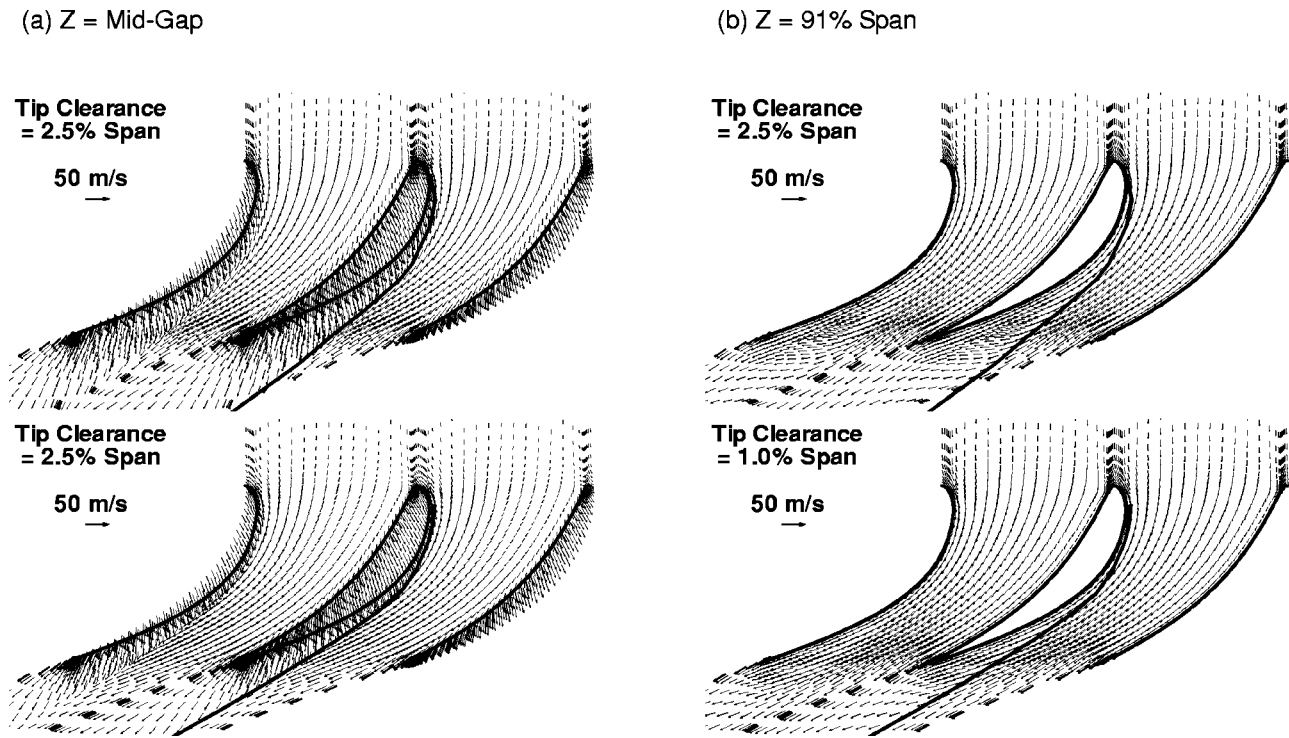 (a) Z = Mid-Gap
(b) Z = 91% Span
Tip Clearance
= 2.5% Span
50 m/s
Tip Clearance
= 2.5% Span
50 m/s
Tip Clearance
= 2.5% Span
50 m/s
Tip Clearance
= 1.0% Span
50 m/s